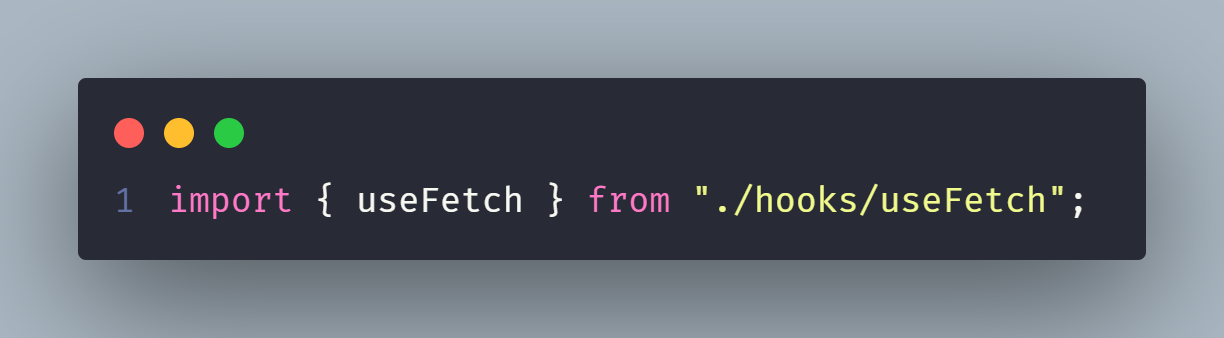 1 import { useFetch } from "./hooks/useFetch";